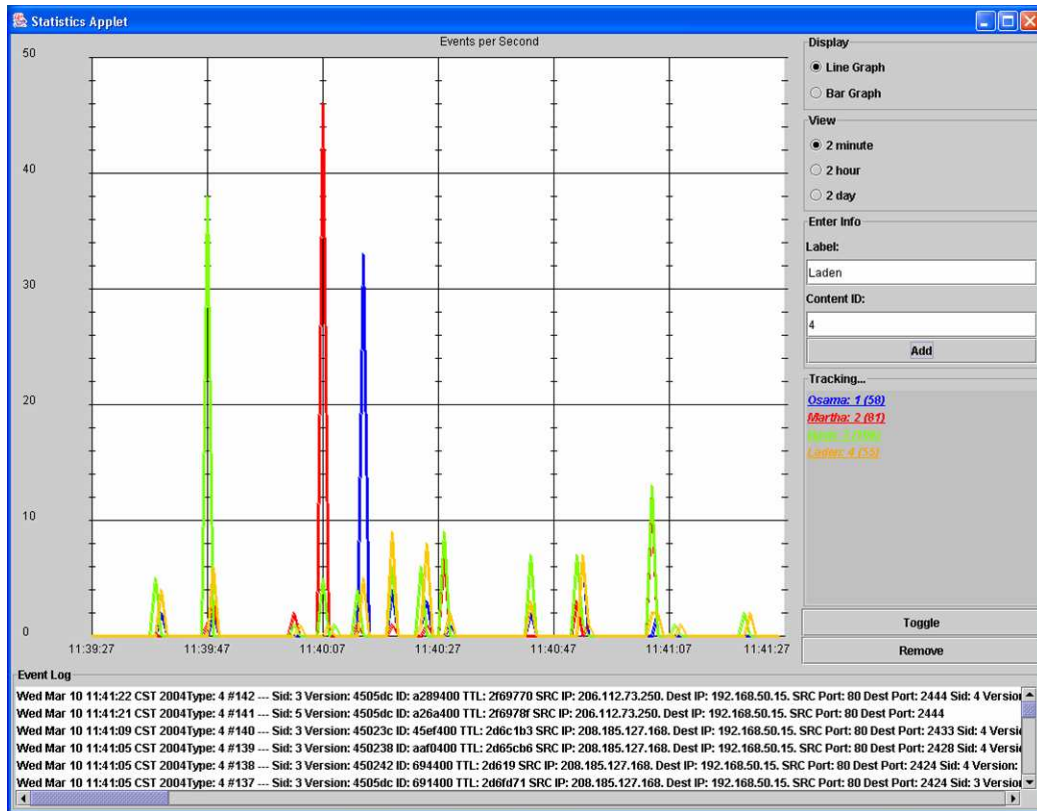 Statistics Applet
Events per Second
50
40
30
20
10
0
11:39:27
11:39:47
11:40:07
11:40:27
11:40:47
11:41:07
11:41:27
Display
Line Graph
Bar Graph
View
2 minute
2 hour
2 day
Enter Info
Label:
Laden
Content ID:
4
Add
Tracking...
Osama: 1 (58)
Martha: 2 (81)
Laden: 4 (55)
Toggle
Remove
Event Log
Wed Mar 10 11:41:22 CST 2004Type: 4 #142 --- Sid: 3 Version: 4505dc ID: a289400 TTL: 2f69770 SRC IP: 206.112.73.250. Dest IP: 192.168.50.15. SRC Port: 80 Dest Port: 2444 Sid: 4 Version
Wed Mar 10 11:41:21 CST 2004Type: 4 #141 --- Sid: 5 Version: 4505dc ID: a26a400 TTL: 2f6978f SRC IP: 206.112.73.250. Dest IP: 192.168.50.15. SRC Port: 80 Dest Port: 2444
Wed Mar 10 11:41:09 CST 2004Type: 4 #140 --- Sid: 3 Version: 45023c ID: 45ef400 TTL: 2d6c1b3 SRC IP: 208.185.127.168. Dest IP: 192.168.50.15. SRC Port: 80 Dest Port: 2433 Sid: 4 Versi
Wed Mar 10 11:41:05 CST 2004Type: 4 #139 --- Sid: 3 Version: 450238 ID: aaf0400 TTL: 2d65cb6 SRC IP: 208.185.127.168. Dest IP: 192.168.50.15. SRC Port: 80 Dest Port: 2428 Sid: 4 Versi
Wed Mar 10 11:41:05 CST 2004Type: 4 #138 --- Sid: 3 Version: 450242 ID: 694400 TTL: 2d619 SRC IP: 208.185.127.168. Dest IP: 192.168.50.15. SRC Port: 80 Dest Port: 2424 Sid: 4 Version:
Wed Mar 10 11:41:05 CST 2004Type: 4 #137 --- Sid: 3 Version: 4505dc ID: 691400 TTL: 2d6fd71 SRC IP: 208.185.127.168. Dest IP: 192.168.50.15. SRC Port: 80 Dest Port: 2424 Sid: 3 Version